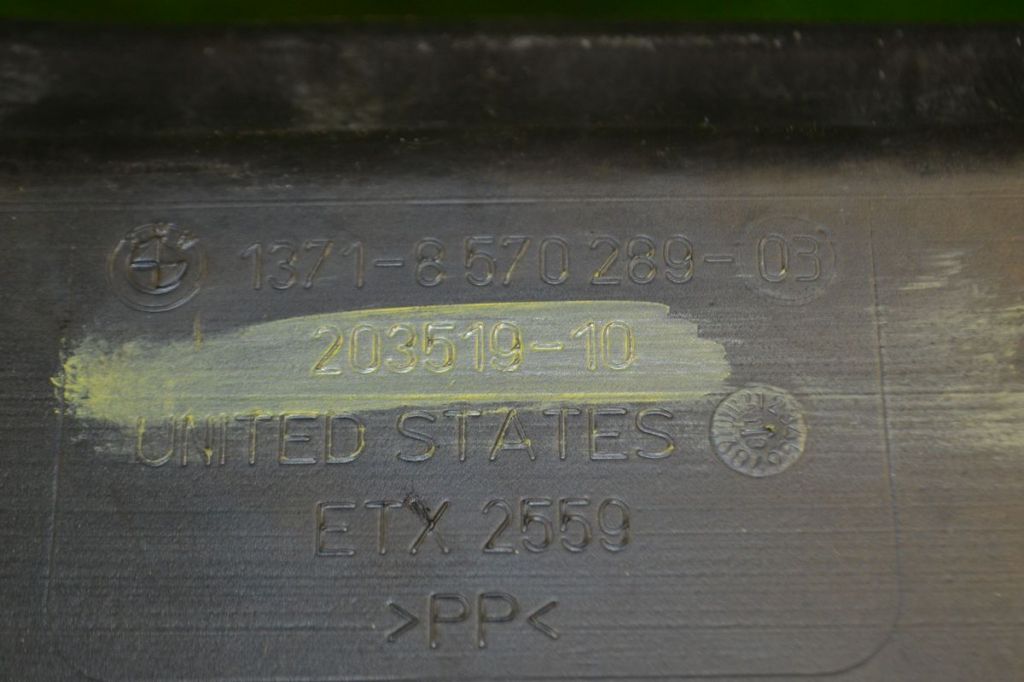 1371-8 570 289-03
203519-10
UNITED STATES
ETX 2559
>PP<